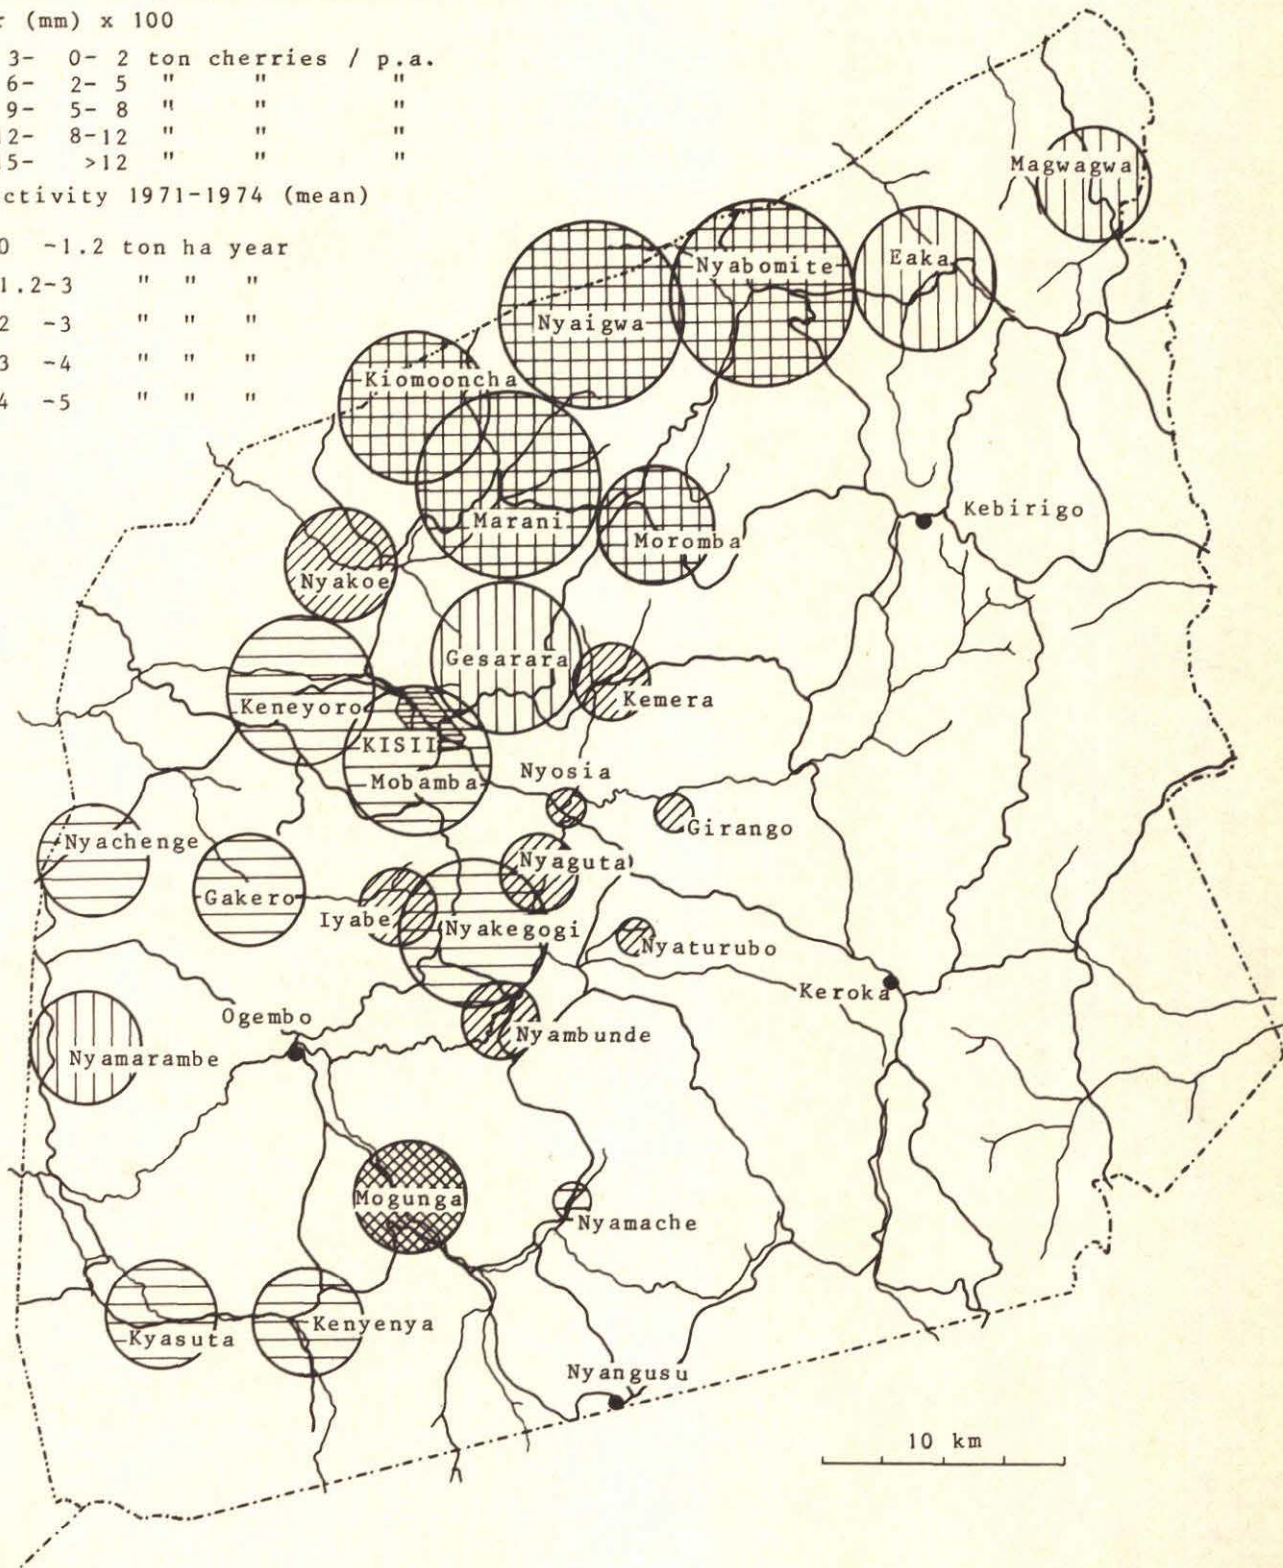 r (mm) x 100
3- 0- 2 ton cherries / p.a.
6- 2- 5 " " "
9- 5- 8 " " "
12- 8-12 " " "
15- >12 " " "
ctivity 1971-1974 (mean)
0 ~1.2 ton ha year
1.2-3 " " "
2 ~3 " " "
3 ~4 " " "
4 ~5 " " "
Magwagwa
Eaka
Nyabomite
Nyaigwa
Kiomooncha
Kebirigo
Marani
Moromba
Nyakoe
Gesarara
Kemera
Keneyoro
KISII
Mobamba
Nyosia
Girango
Nyachenge
Nyaguta
Gakero
Iyabe
Nyakegogi
Nyaturubo
Keroka
Ogembo
Nyambunde
Nyamarambe
Mogunga
Nyamache
Kyasuta
Kenyenya
Nyangusu
10 km